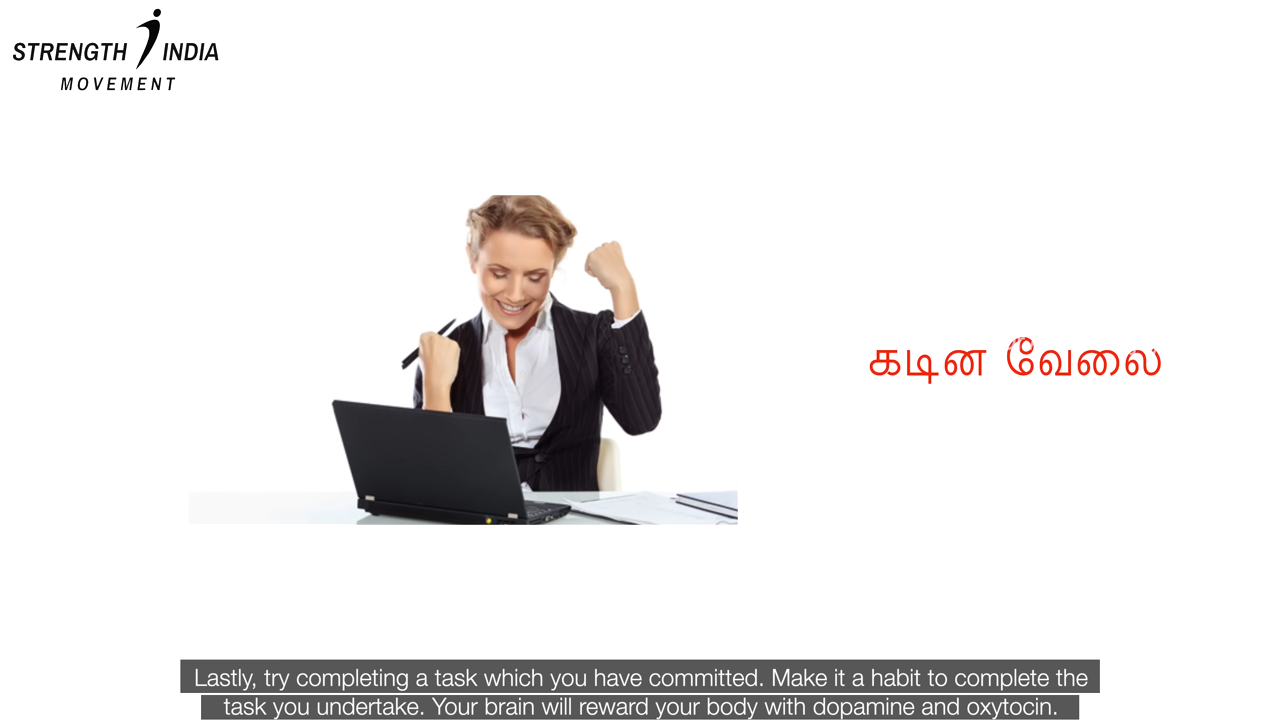 STRENGTH INDIA
MOVEMENT
கடின வேலை
Lastly, try completing a task which you have committed. Make it a habit to complete the
task you undertake. Your brain will reward your body with dopamine and oxytocin.